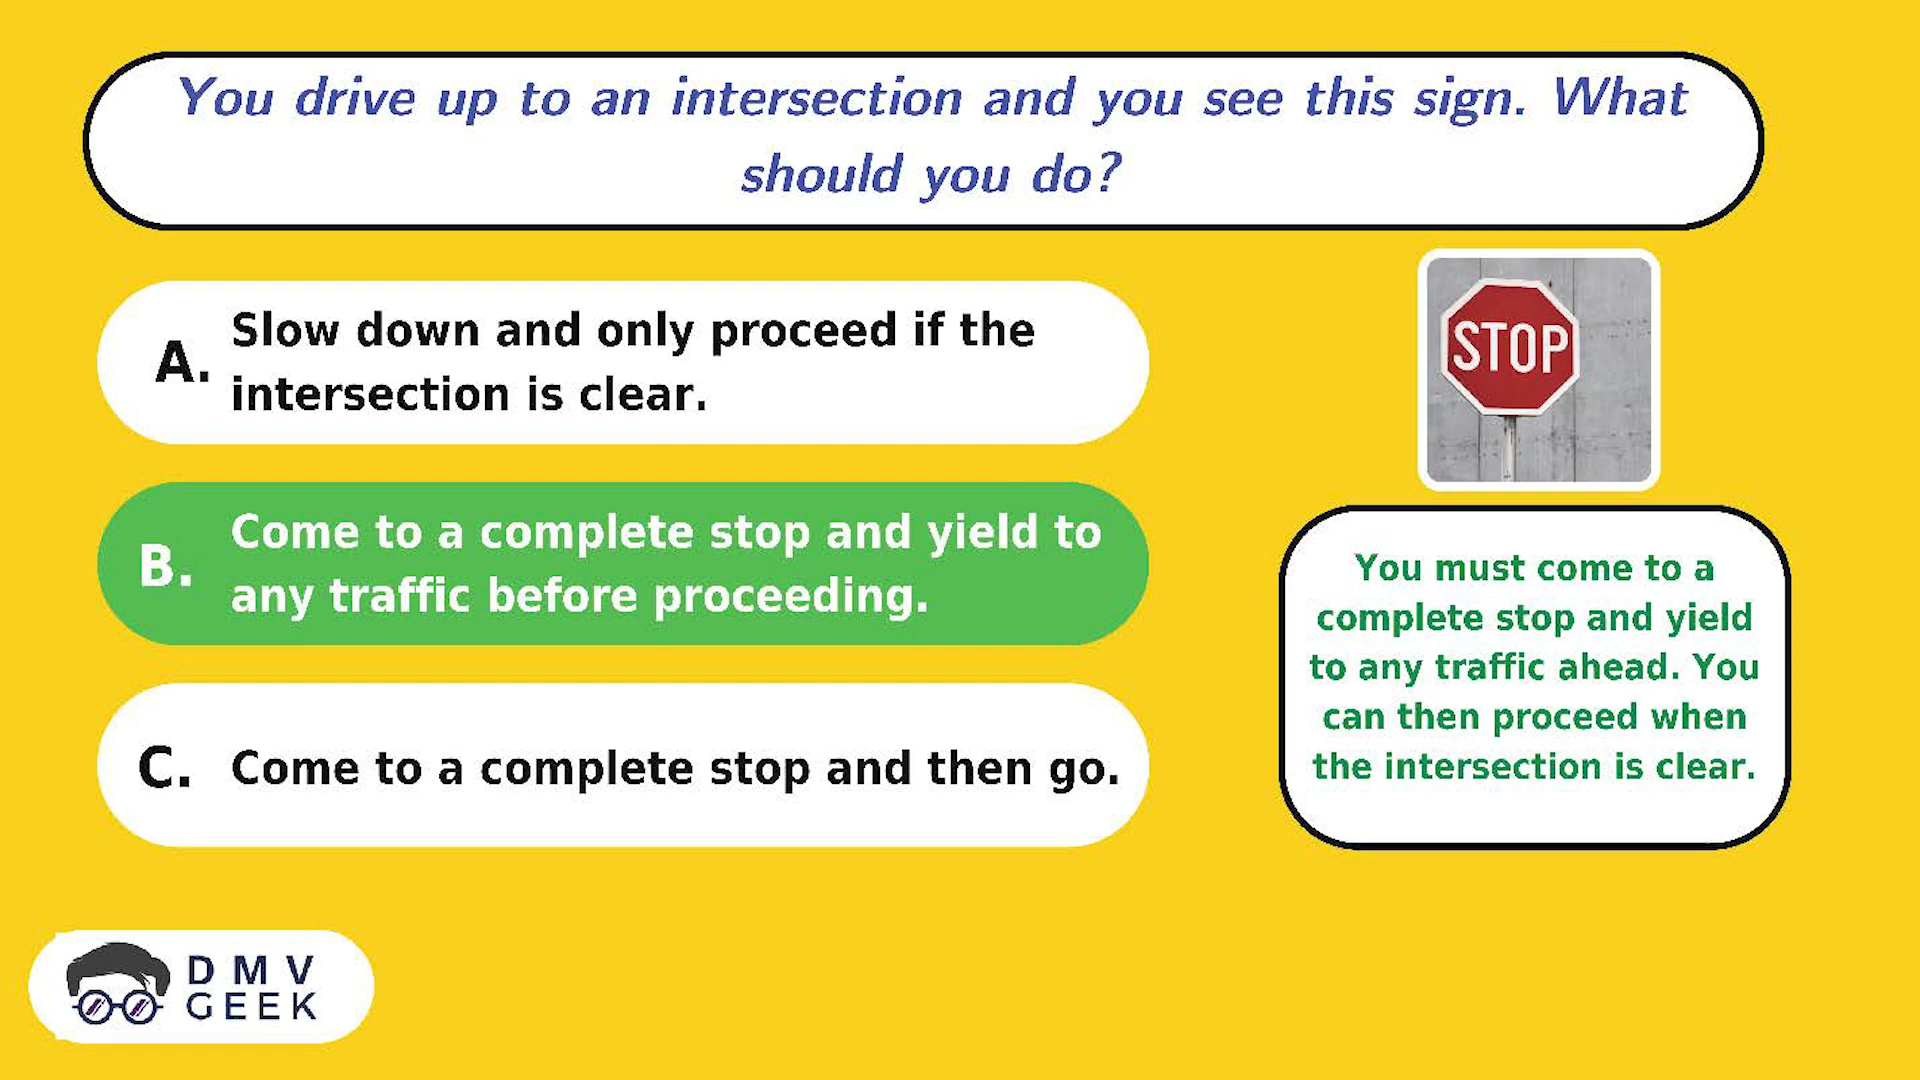 You drive up to an intersection and you see this sign. What
should you do?
A. Slow down and only proceed if the
intersection is clear.
B. Come to a complete stop and yield to
any traffic before proceeding.
C. Come to a complete stop and then go.
STOP
You must come to a
complete stop and yield
to any traffic ahead. You
can then proceed when
the intersection is clear.
DMV
GEEK